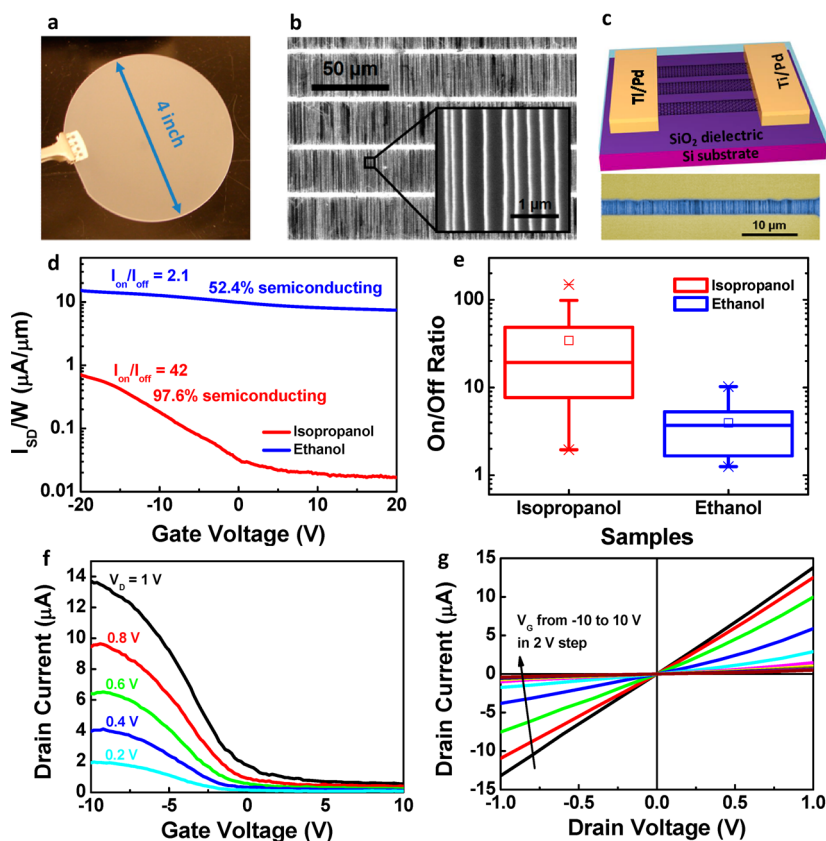 a
4 inch
b
50 µm
1 µm
c
Ti/Pd
Ti/Pd
SiO2 dielectric
Si substrate
10 µm
d
Ion/Ioff = 2.1
52.4% semiconducting
Ion/Ioff = 42
97.6% semiconducting
Isopropanol
Ethanol
ISD/W (µA/µm)
100
10
1
0.1
0.01
-20
-10
0
10
20
Gate Voltage (V)
e
Isopropanol
Ethanol
On/Off Ratio
100
10
1
Isopropanol
Ethanol
Samples
f
VD = 1 V
0.8 V
0.6 V
0.4 V
0.2 V
Drain Current (µA)
14
12
10
8
6
4
2
0
-10
-5
0
5
10
Gate Voltage (V)
g
VG from -10 to 10 V
in 2 V step
Drain Current (µA)
15
10
5
0
-5
-10
-15
-1.0
-0.5
0.0
0.5
1.0
Drain Voltage (V)